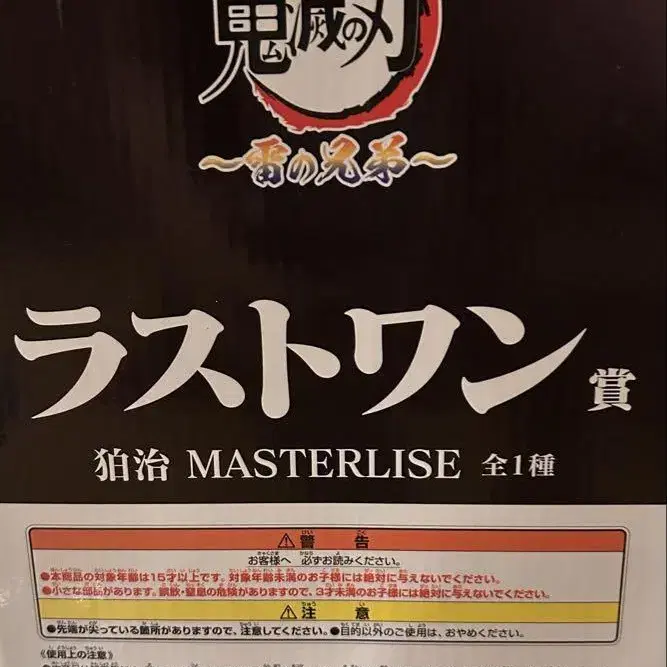 鬼滅の刃
～雷の兄弟～
ラストワン賞
狛治 MASTERLISE 全1種
⚠警告
お客様へ 必ずお読みください。
●本商品の対象年齢は15才以上です。対象年齢未満のお子様には絶対に与えないでください。
●小さな部品があります。誤飲・窒息の危険がありますので、3才未満のお子様には絶対に与えないでください。
⚠注意
●先端が尖っている箇所がありますので、注意してください。●目的以外のご使用は、おやめください。
《使用上の注意》